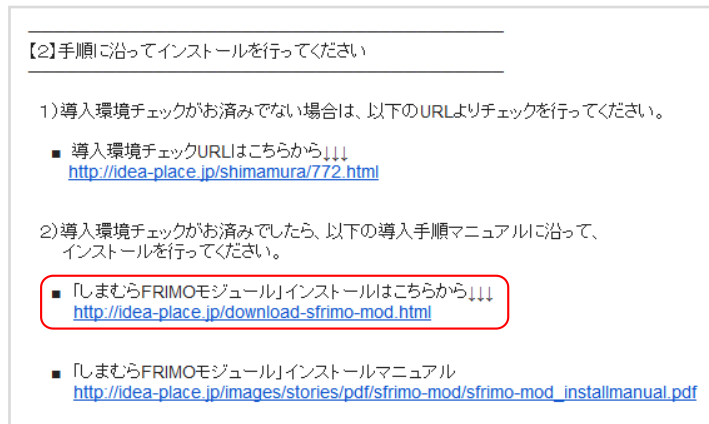 【2】手順に沿ってインストールを行ってください
1)導入環境チェックがお済みでない場合は、以下のURLよりチェックを行ってください。
■ 導入環境チェックURLはこちらから↓↓↓
http://idea-place.jp/shimamura/772.html
2)導入環境チェックがお済みでしたら、以下の導入手順マニュアルに沿って、
インストールを行ってください。
■ 「しまむらFRIMOモジュール」インストールはこちらから↓↓↓
http://idea-place.jp/download-sfrimo-mod.html
■ 「しまむらFRIMOモジュール」インストールマニュアル
http://idea-place.jp/images/stories/pdf/sfrimo-mod/sfrimo-mod_installmanual.pdf